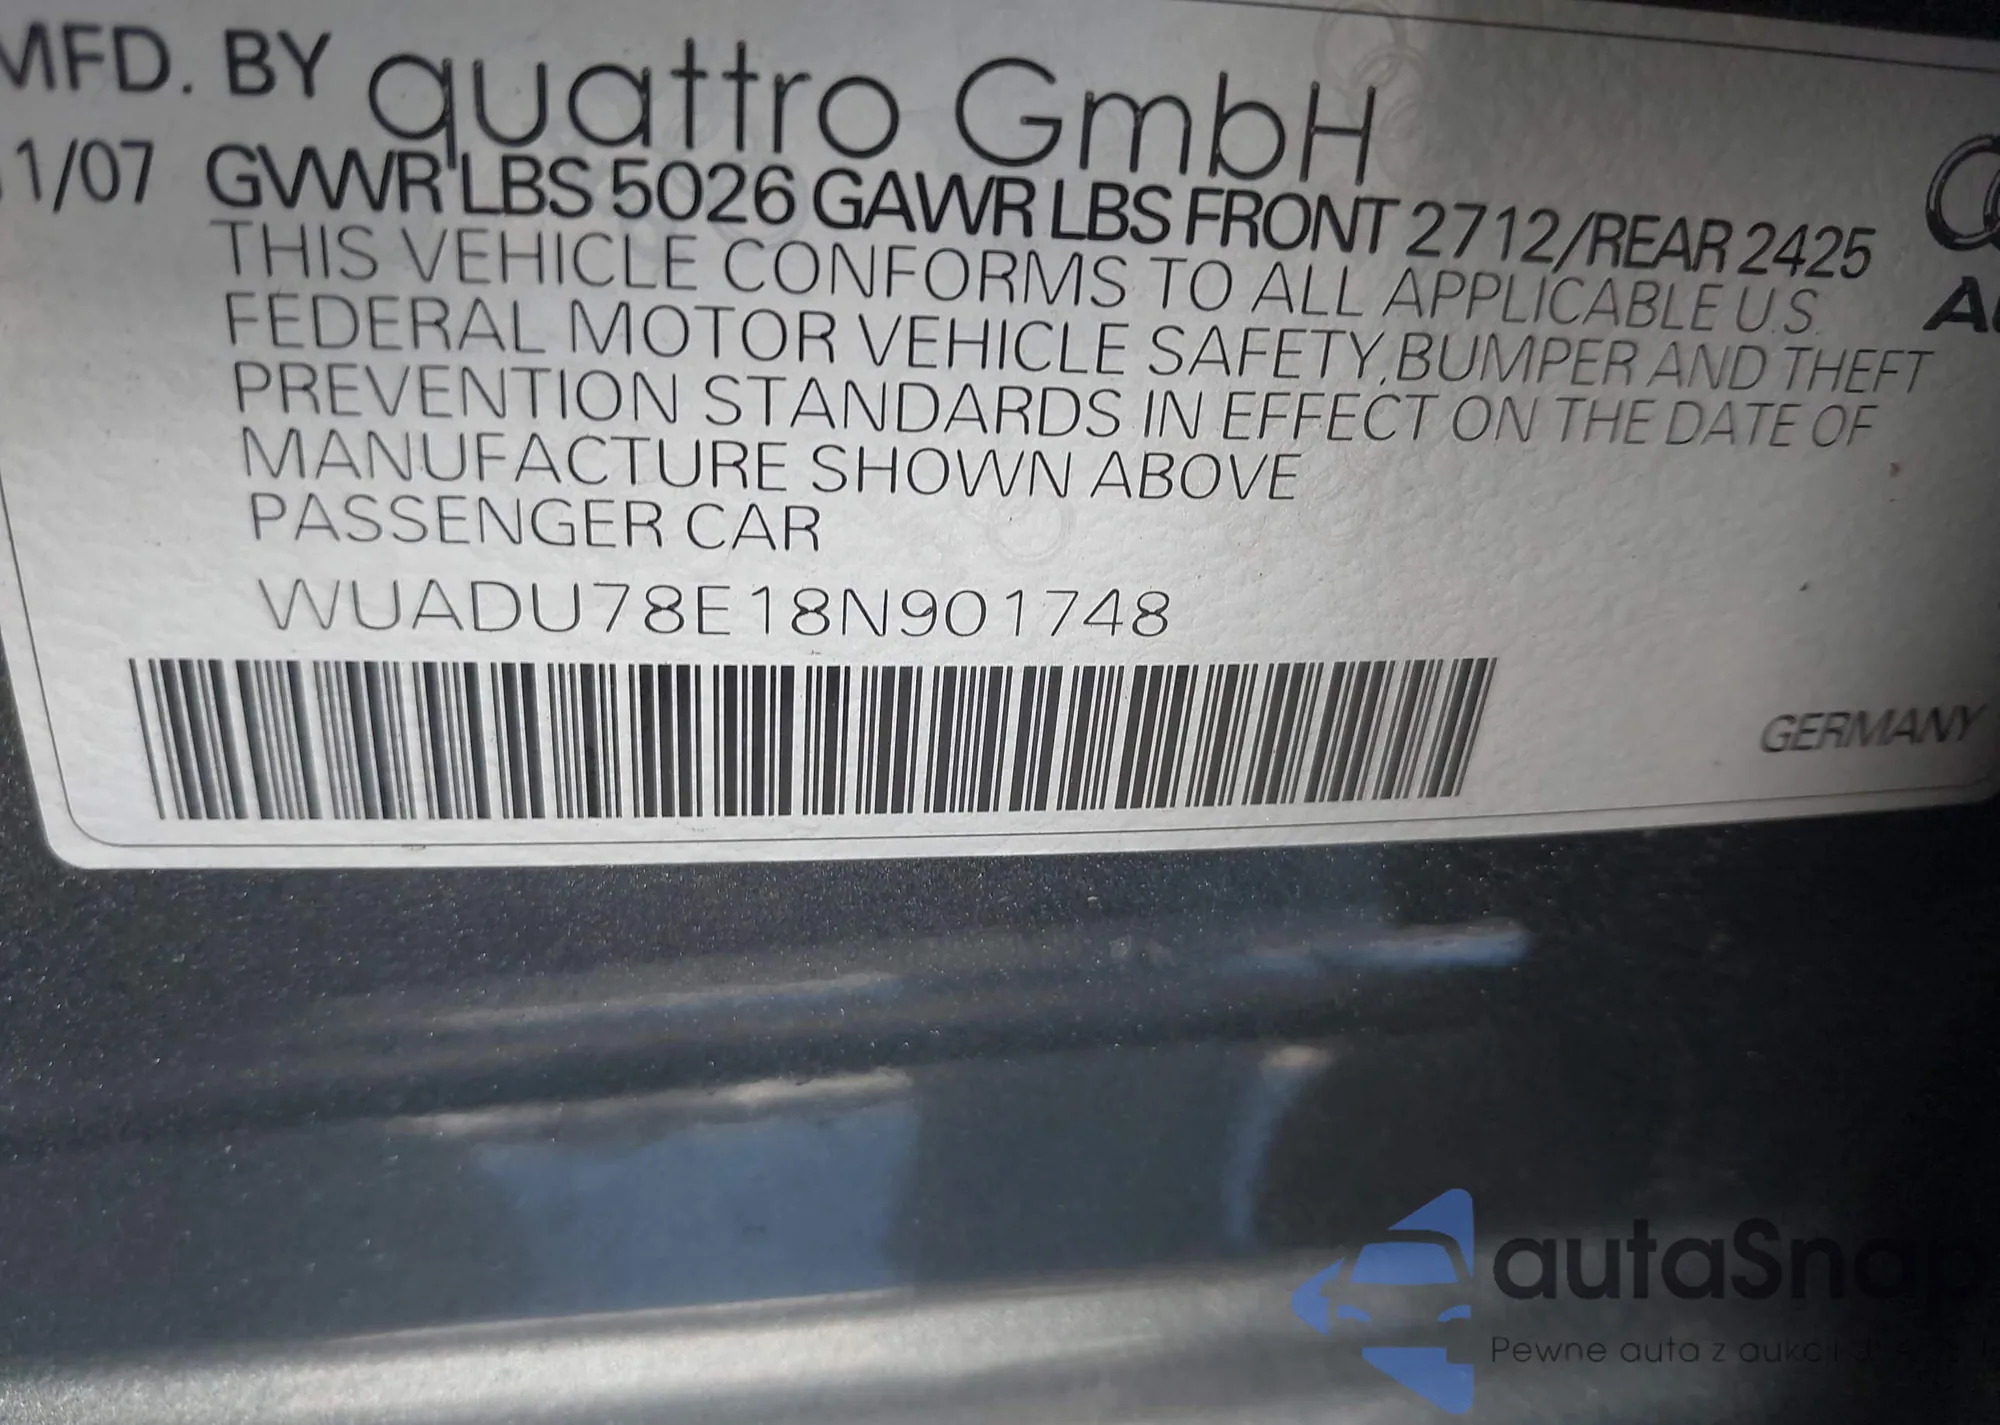 MFD. BY quattro GmbH
1/07 GVWR LBS 5026 GAWR LBS FRONT 2712/REAR 2425
THIS VEHICLE CONFORMS TO ALL APPLICABLE U.S.
FEDERAL MOTOR VEHICLE SAFETY, BUMPER AND THEFT
PREVENTION STANDARDS IN EFFECT ON THE DATE OF
MANUFACTURE SHOWN ABOVE
PASSENGER CAR
WUADU78E18N901748
GERMANY
autaSnap
Pewne auta z aukcji